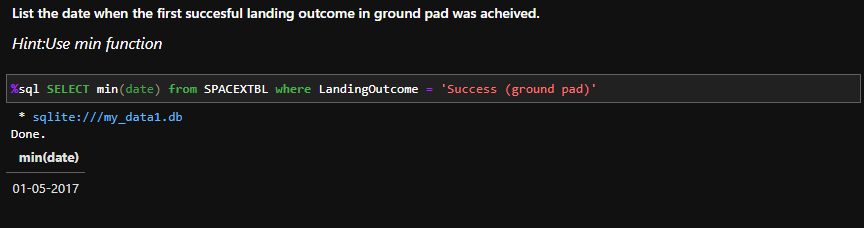 List the date when the first succesful landing outcome in ground pad was acheived.
Hint:Use min function
%sql SELECT min(date) from SPACEXTBL where LandingOutcome = 'Success (ground pad)'
* sqlite:///my_data1.db
Done.
min(date)
01-05-2017